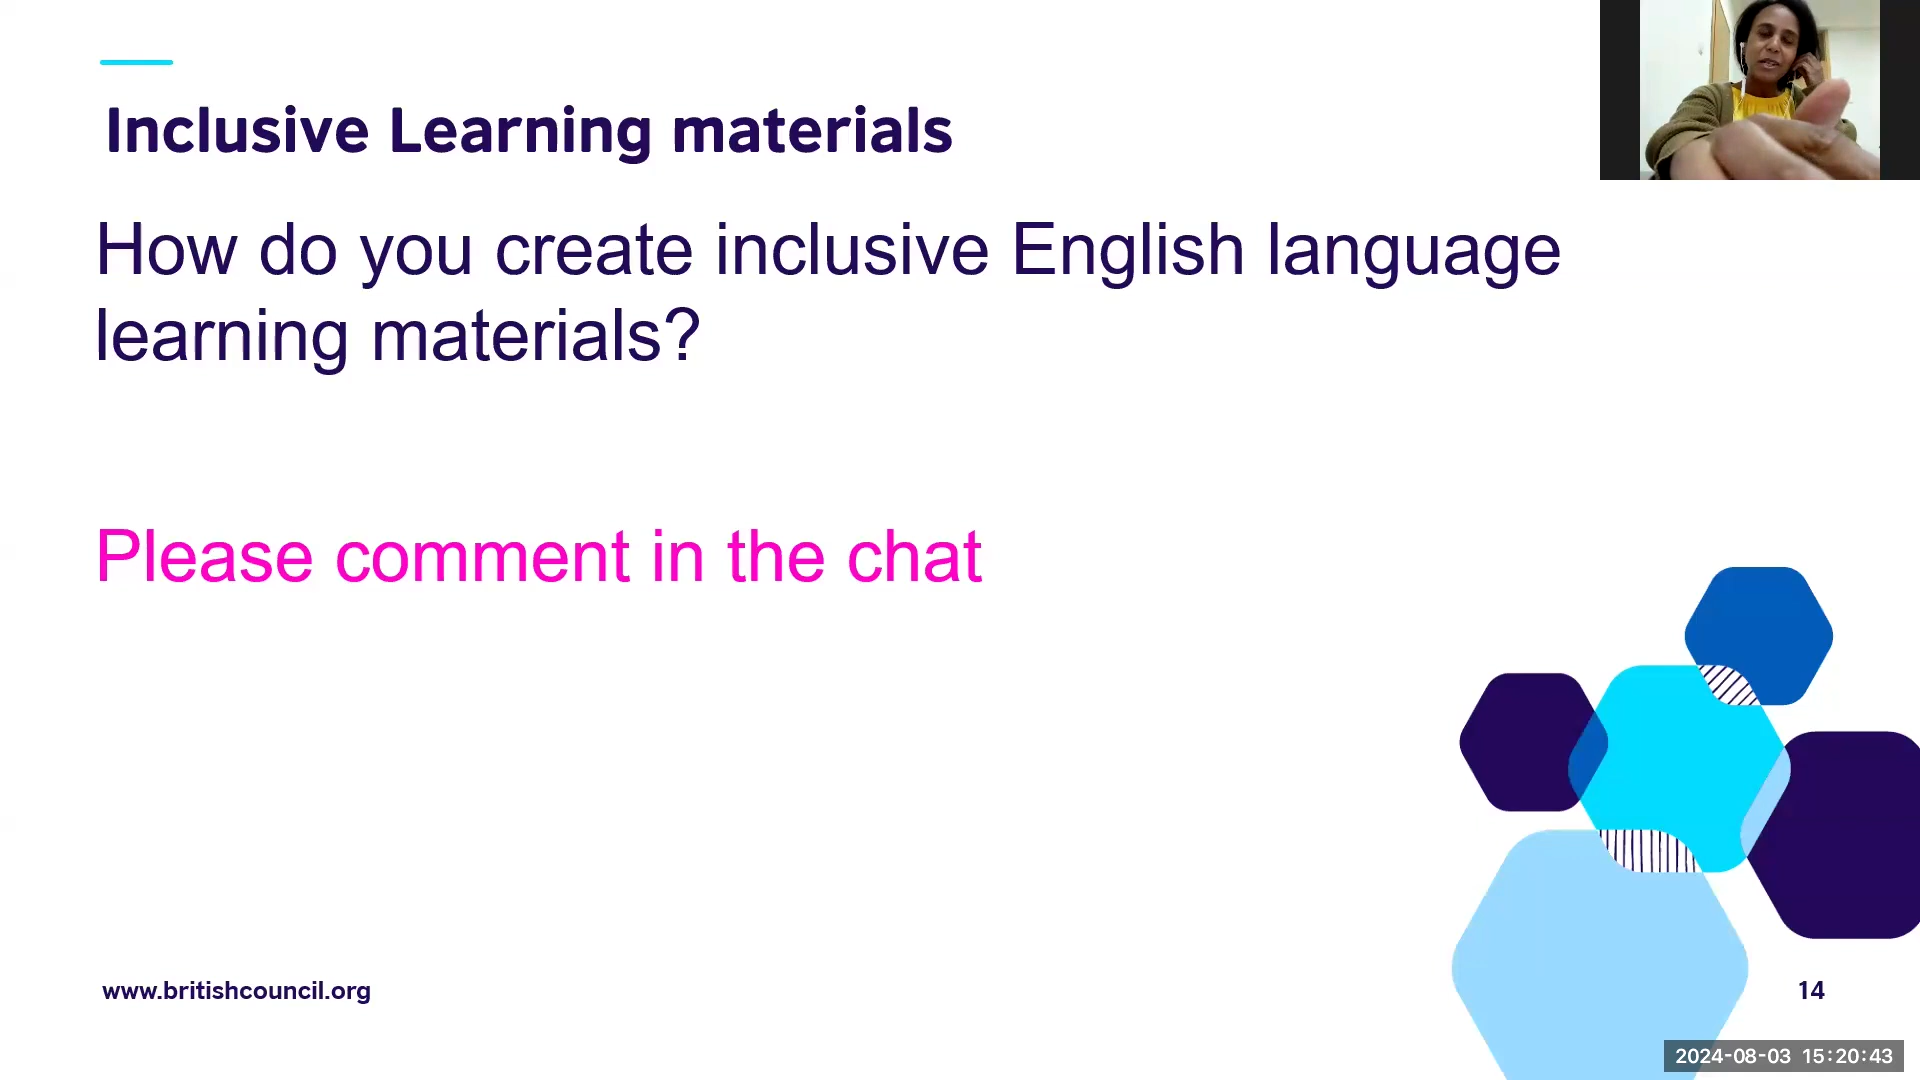 Inclusive Learning materials
How do you create inclusive English language
learning materials?
Please comment in the chat
www.britishcouncil.org
14
2024-08-03 15:20:43